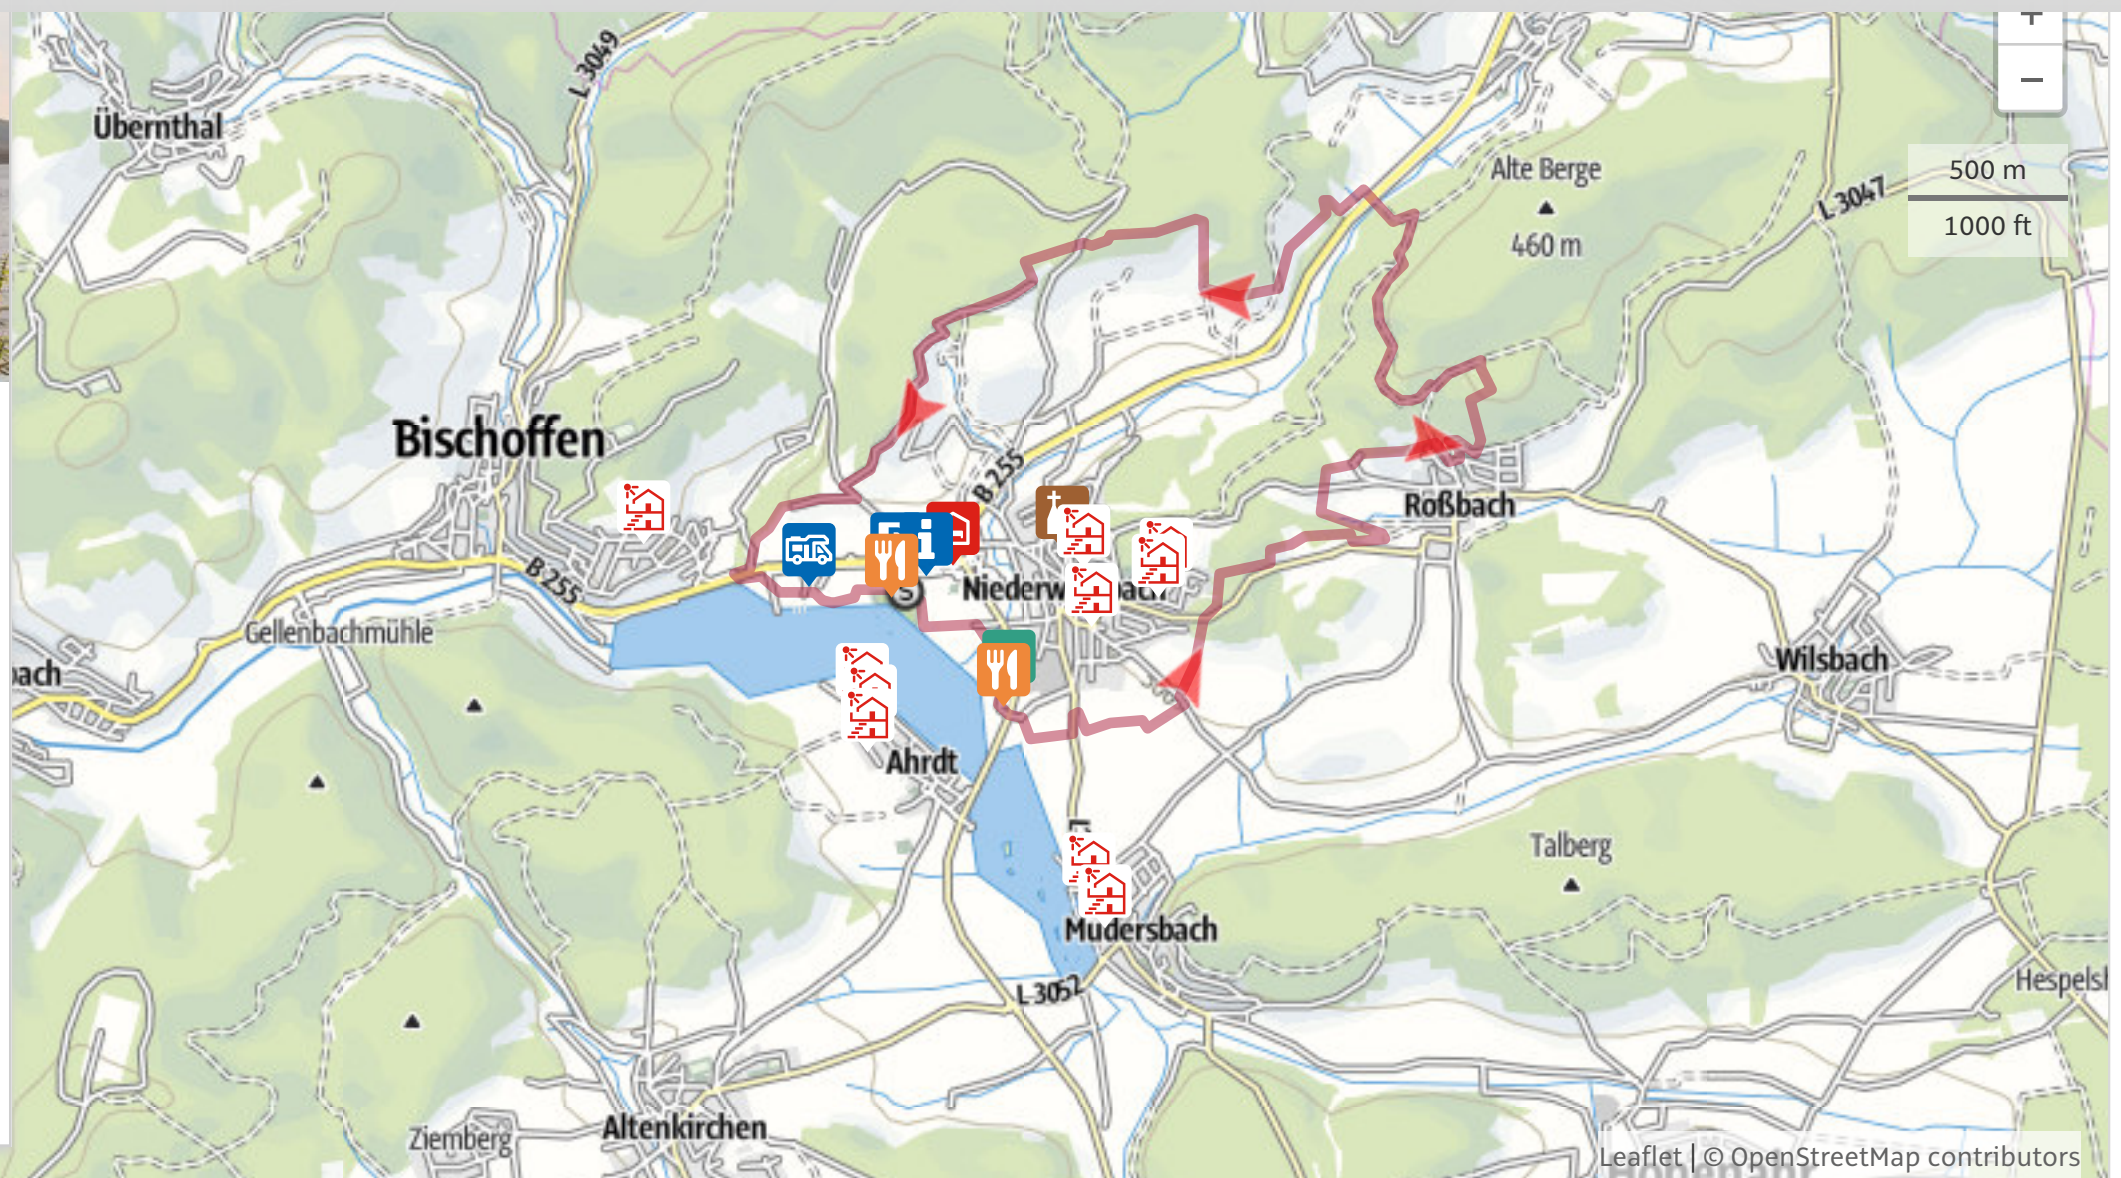 L 3049
+
−
Übernthal
Alte Berge
460 m
500 m
1000 ft
L 3047
Bischoffen
B 255
Roßbach
B 255
i
S
Gellenbachmühle
Wilsbach
Ahrdt
Talberg
Mudersbach
L 3052
Altenkirchen
Ziemberg
Leaflet | © OpenStreetMap contributors